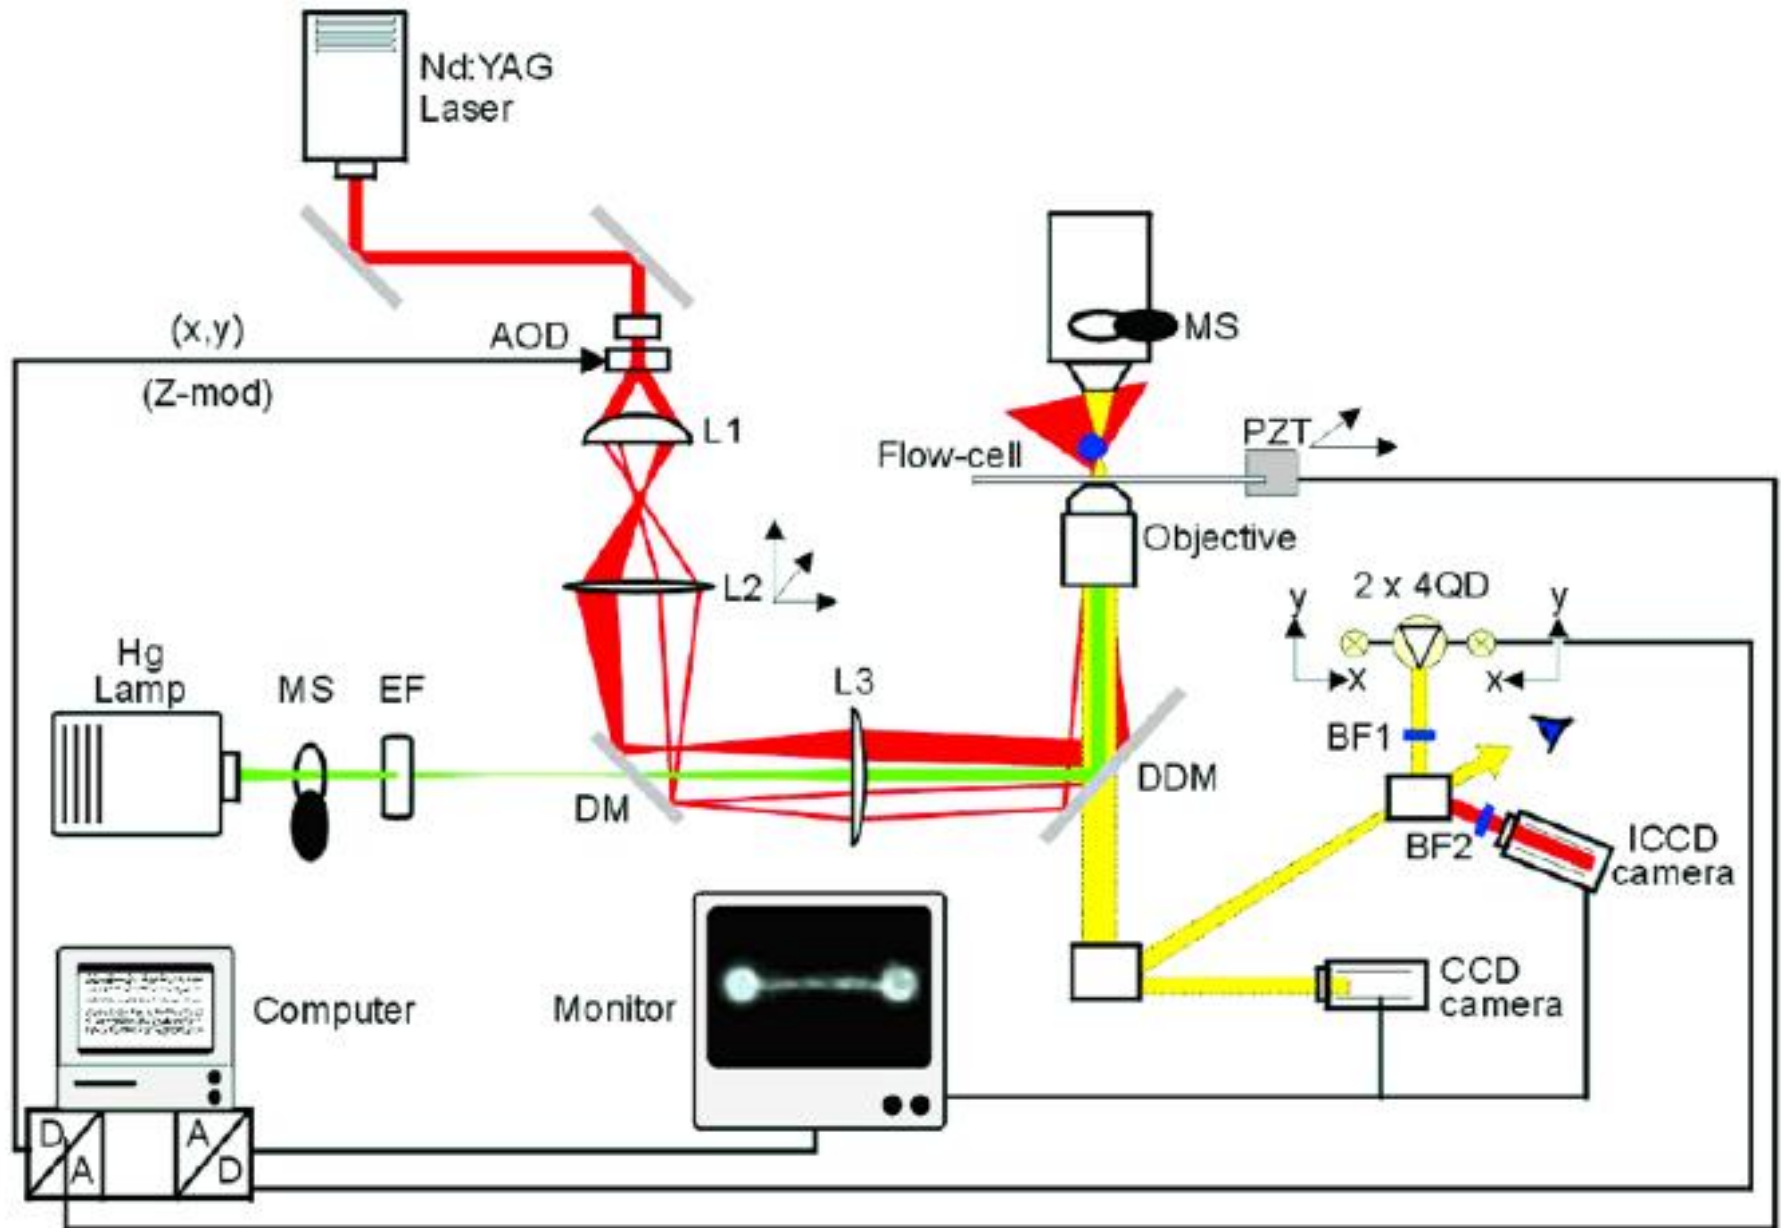 Nd:YAG
Laser
(x,y)
AOD
(Z-mod)
MS
L1
PZT
Flow-cell
Objective
L2
2 x 4QD
y
y
x
x
Hg
Lamp
MS
EF
L3
BF1
DM
DDM
BF2
ICCD
camera
CCD
camera
Computer
Monitor
D
A
A
D